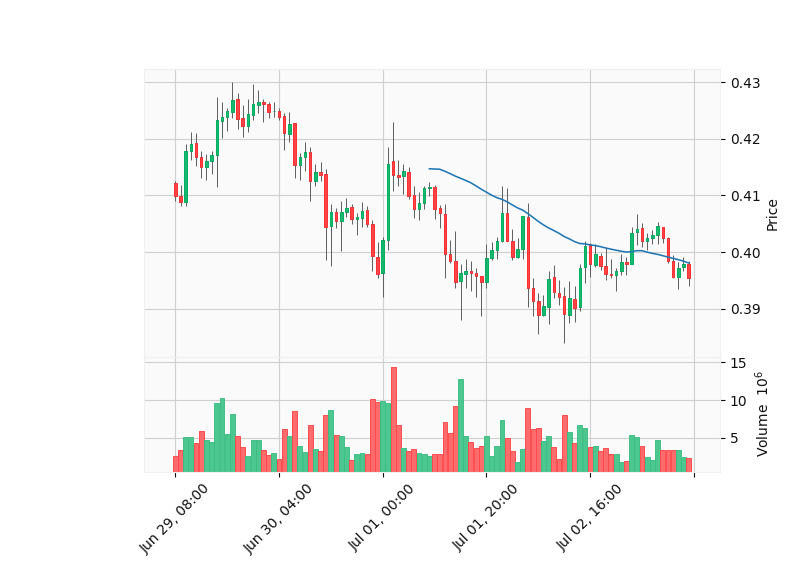 0.43
0.42
0.41
0.40
0.39
Price
15
10
5
Volume 10^6
Jun 29, 08:00
Jun 30, 04:00
Jul 01, 00:00
Jul 01, 20:00
Jul 02, 16:00